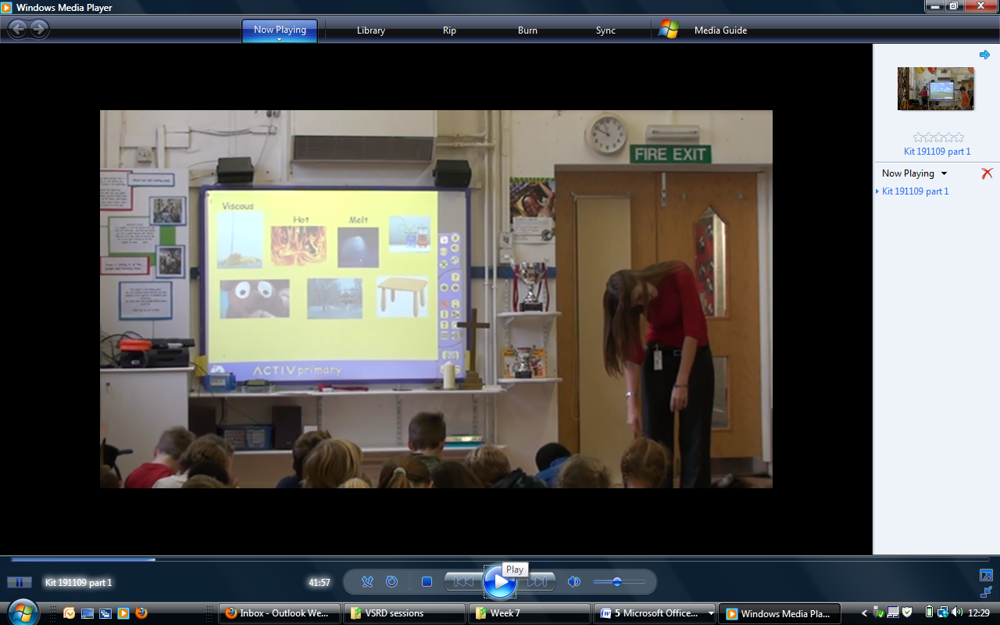 Windows Media Player
Now Playing
Library
Rip
Burn
Sync
Media Guide
FIRE EXIT
Viscous
Hot
Melt
ACTIVprimary
Kit 191109 part 1
Now Playing
Kit 191109 part 1
Kit 191109 part 1
41:57
Play
Inbox - Outlook We...
VSRD sessions
Week 7
5 Microsoft Office...
Windows Media Pla...
12:29